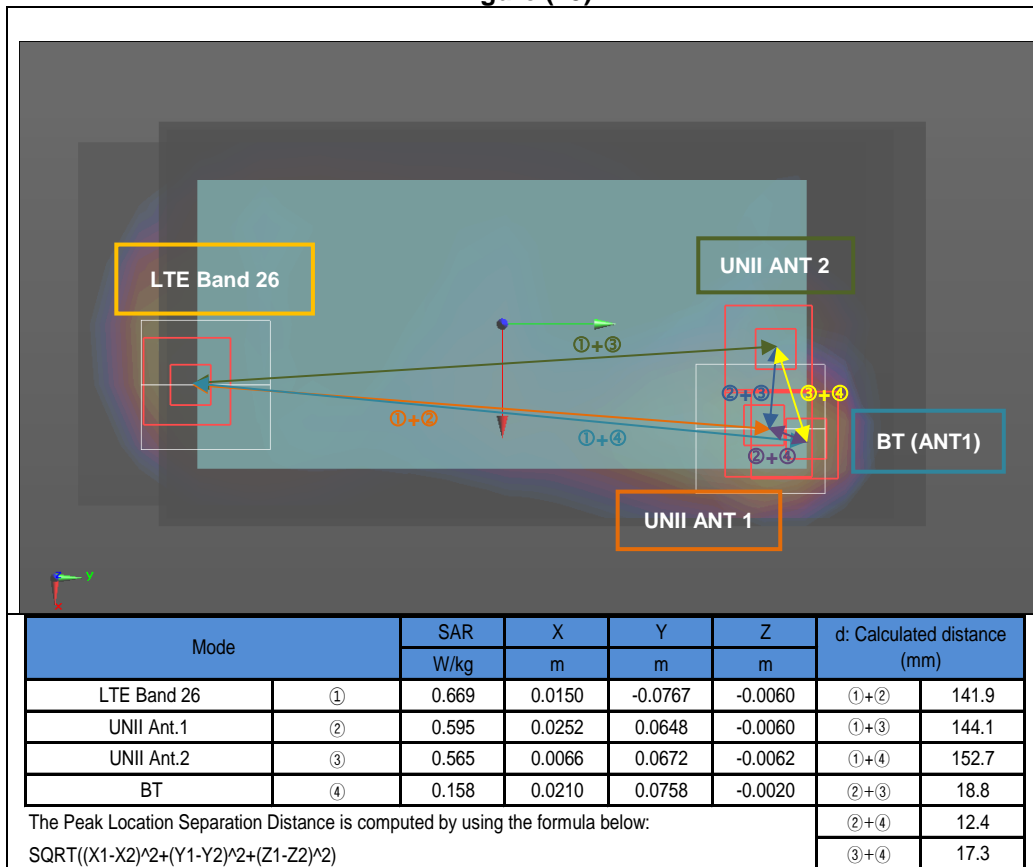 LTE Band 26
UNII ANT 2
①+③
②+③
③+④
①+②
①+④
②+④
BT (ANT1)
UNII ANT 1
z y
x
Mode SAR X Y Z d: Calculated distance (mm)
W/kg m m m
LTE Band 26 ① 0.669 0.0150 -0.0767 -0.0060 ①+② 141.9
UNII Ant.1 ② 0.595 0.0252 0.0648 -0.0060 ①+③ 144.1
UNII Ant.2 ③ 0.565 0.0066 0.0672 -0.0062 ①+④ 152.7
BT ④ 0.158 0.0210 0.0758 -0.0020 ②+③ 18.8
The Peak Location Separation Distance is computed by using the formula below: ②+④ 12.4
SQRT((X1-X2)^2+(Y1-Y2)^2+(Z1-Z2)^2) ③+④ 17.3